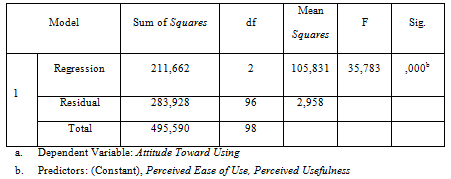 Model Sum of Squares df Mean Squares F Sig.
1 Regression 211,662 2 105,831 35,783 ,000b
Residual 283,928 96 2,958
Total 495,590 98
a. Dependent Variable: Attitude Toward Using
b. Predictors: (Constant), Perceived Ease of Use, Perceived Usefulness